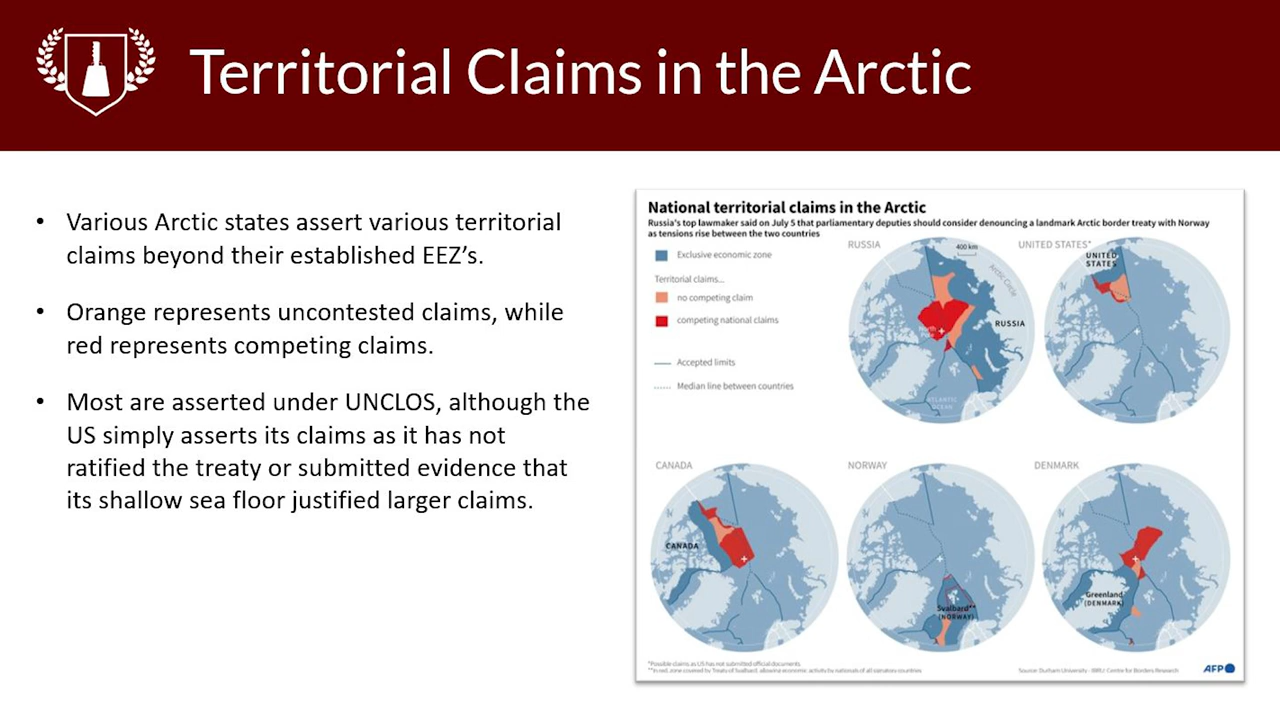 Territorial Claims in the Arctic
• Various Arctic states assert various territorial
claims beyond their established EEZ’s.
• Orange represents uncontested claims, while
red represents competing claims.
• Most are asserted under UNCLOS, although the
US simply asserts its claims as it has not
ratified the treaty or submitted evidence that
its shallow sea floor justified larger claims.
National territorial claims in the Arctic
Russia's top lawmaker said on July 5 that parliamentary deputies should consider denouncing a landmark Arctic border treaty with Norway
as tensions rise between the two countries
Exclusive economic zone
Territorial claims...
no competing claim
competing national claims
Accepted limits
Median line between countries
RUSSIA
400 km
Arctic Circle
RUSSIA
North
Pole
ATLANTIC
OCEAN
UNITED STATES*
UNITED
STATES
CANADA
CANADA
NORWAY
Svalbard**
(NORWAY)
DENMARK
Greenland
(DENMARK)
*Possible claims, as US has not submitted official documents
**In red, zone covered by Treaty of Svalbard, allowing economic activity by nationals of all signatory countries
Source: Durham University - IBRU Centre for Borders Research
AFP